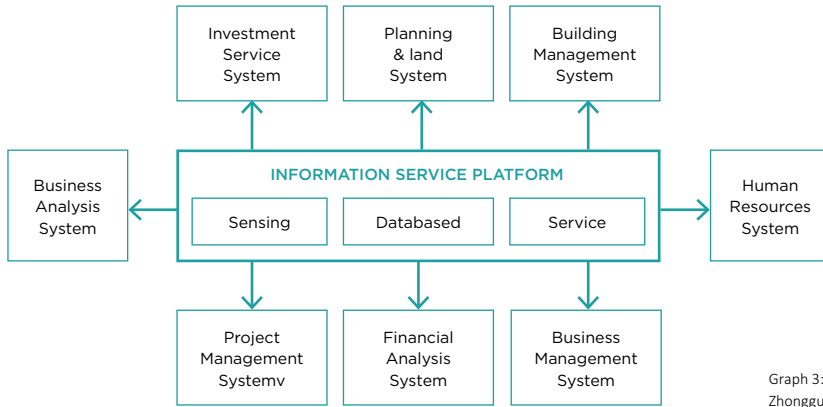 Investment
Service
System
Planning
& land
System
Building
Management
System
Business
Analysis
System
INFORMATION SERVICE PLATFORM
Sensing
Databased
Service
Human
Resources
System
Project
Management
Systemv
Financial
Analysis
System
Business
Management
System
Graph 3:
Zhonggu